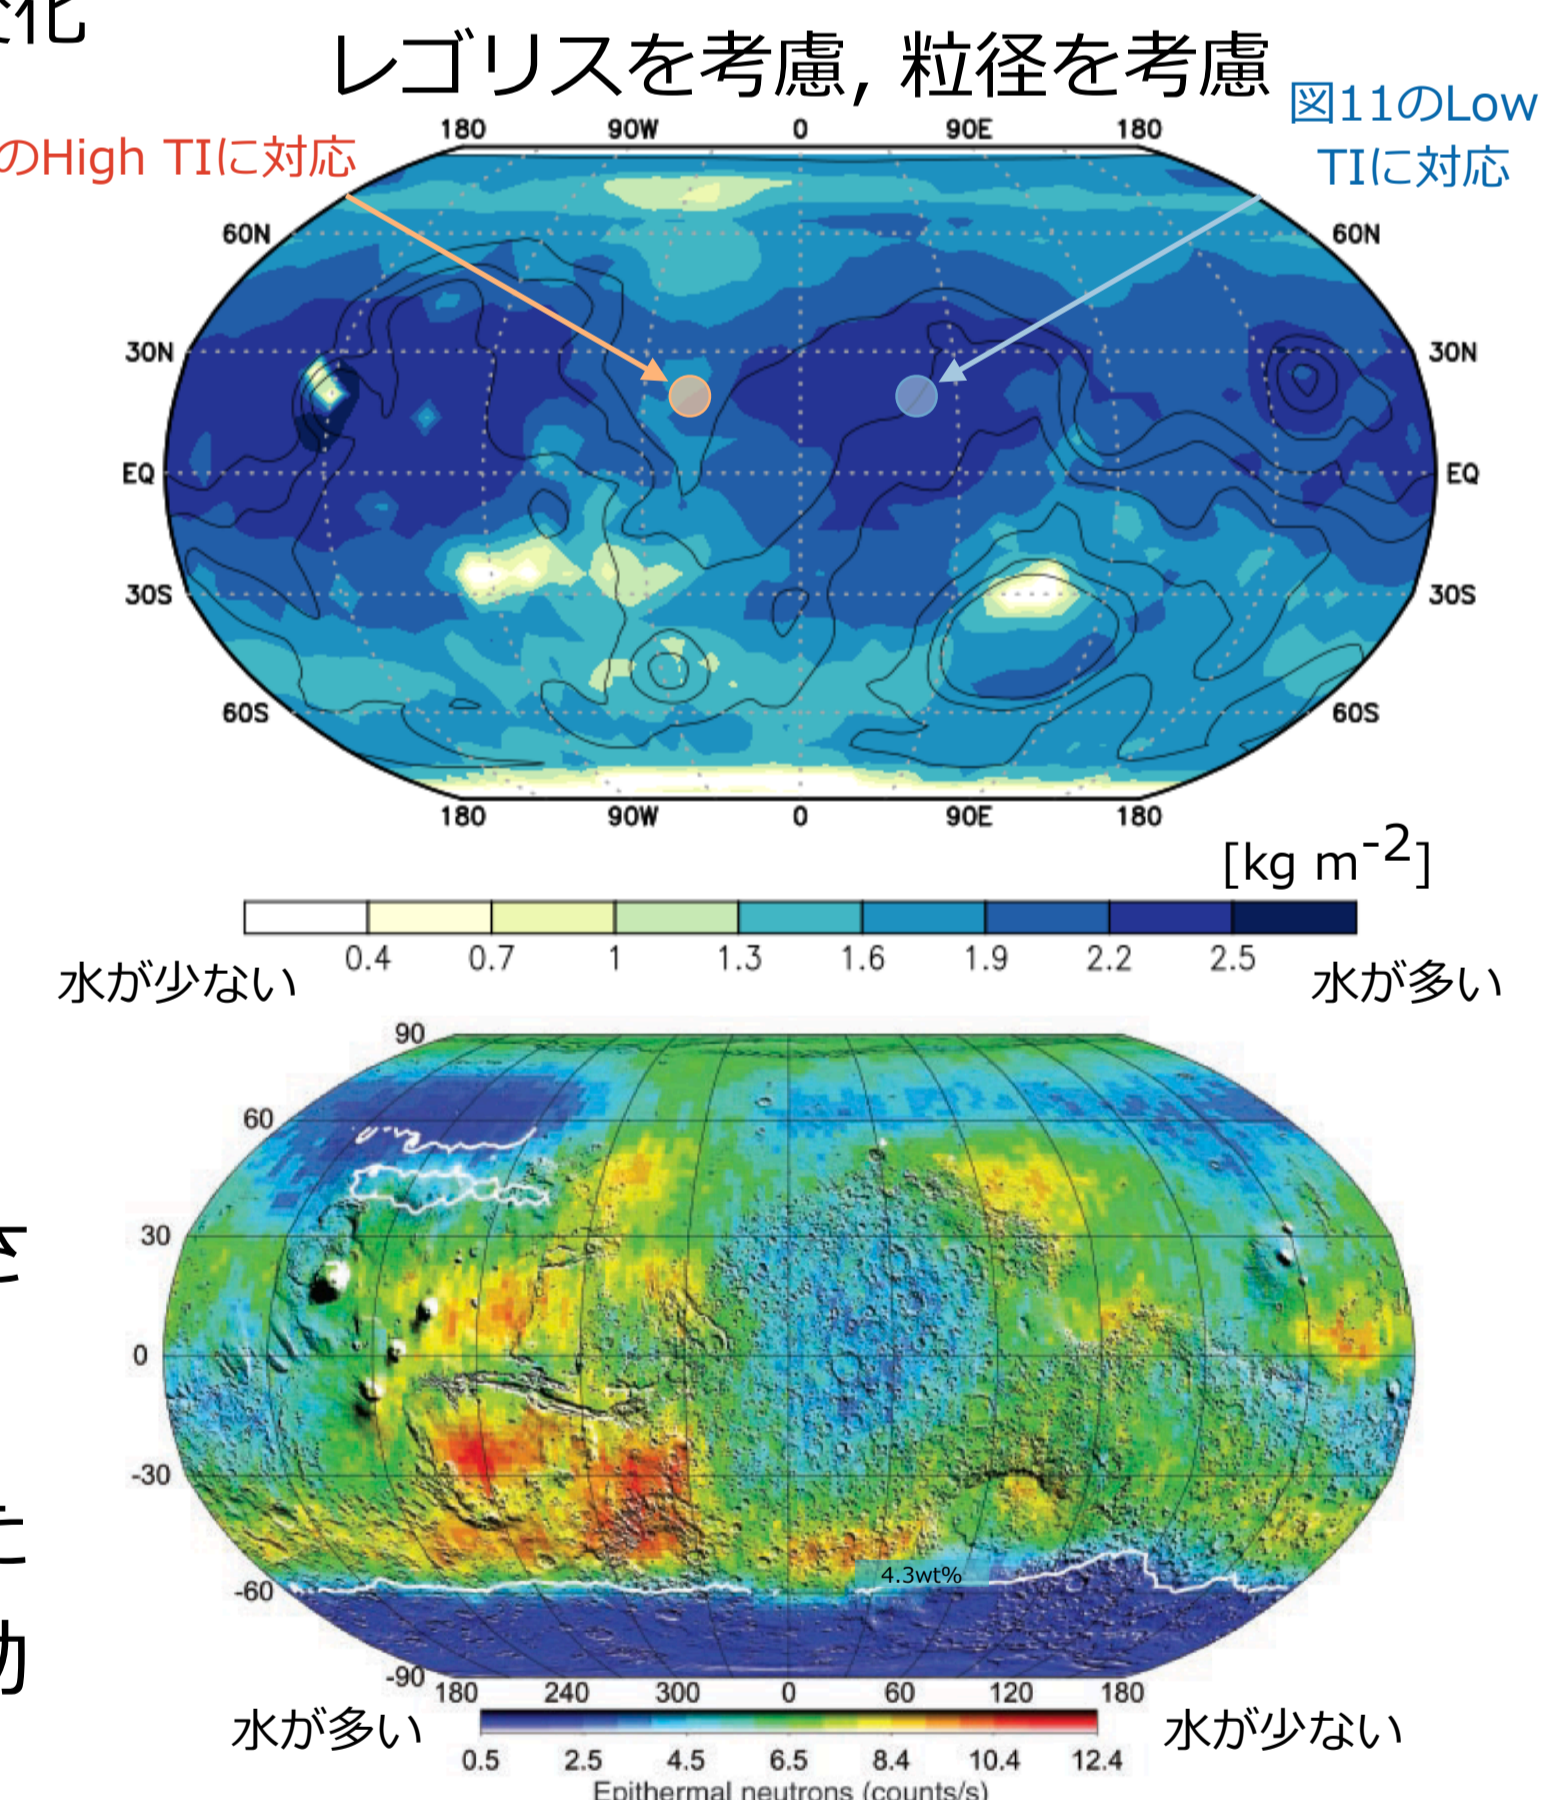 化
レゴリスを考慮, 粒径を考慮
図11のLow
TIに対応
のHigh TIに対応
180 90W 0 90E 180
60N 60N
30N 30N
EQ EQ
30S 30S
60S 60S
180 90W 0 90E 180
[kg m-2]
0.4 0.7 1 1.3 1.6 1.9 2.2 2.5
水が少ない 水が多い
90
60
30
0
-30
4.3wt%
-60
-90
180 240 300 0 60 120 180
水が多い 水が少ない
0.5 2.5 4.5 6.5 8.4 10.4 12.4
Epithermal neutrons (counts/s)